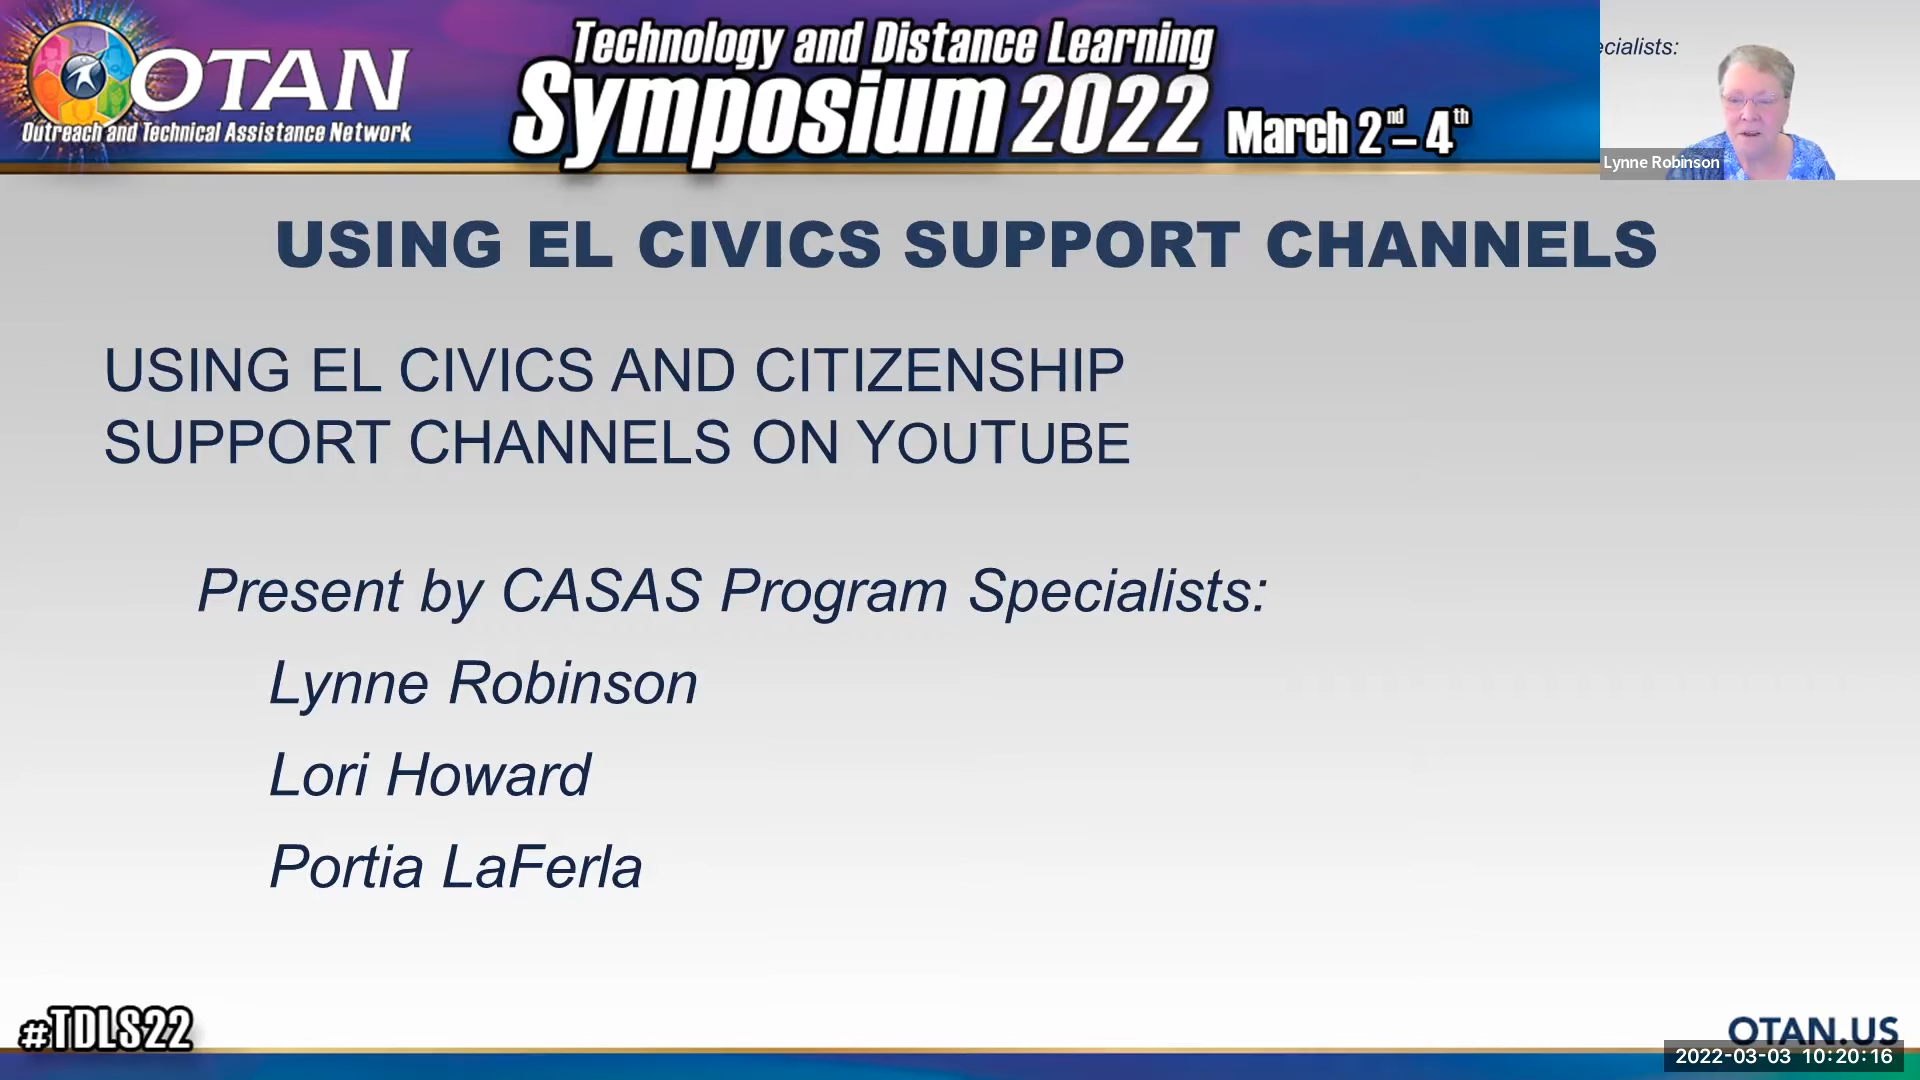 OTAN
Outreach and Technical Assistance Network
Technology and Distance Learning
Symposium 2022 March 2nd – 4th
ecialists:
Lynne Robinson
USING EL CIVICS SUPPORT CHANNELS
USING EL CIVICS AND CITIZENSHIP
SUPPORT CHANNELS ON YOUTUBE
Present by CASAS Program Specialists:
Lynne Robinson
Lori Howard
Portia LaFerla
#TDLS22
OTAN.US
2022-03-03 10:20:16